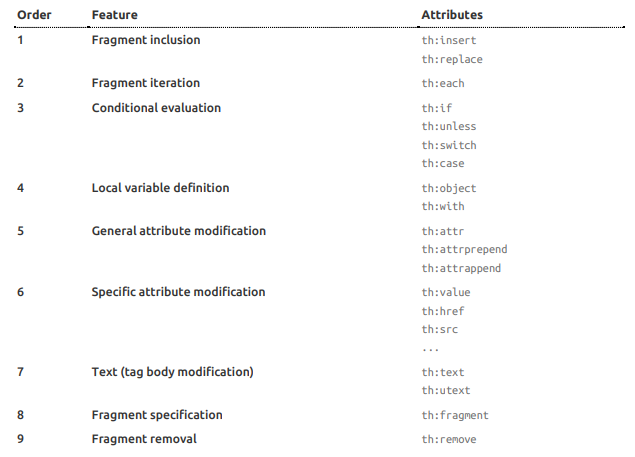 Order Feature Attributes
1 Fragment inclusion th:insert
th:replace
2 Fragment iteration th:each
3 Conditional evaluation th:if
th:unless
th:switch
th:case
4 Local variable definition th:object
th:with
5 General attribute modification th:attr
th:attrprepend
th:attrappend
6 Specific attribute modification th:value
th:href
th:src
...
7 Text (tag body modification) th:text
th:utext
8 Fragment specification th:fragment
9 Fragment removal th:remove